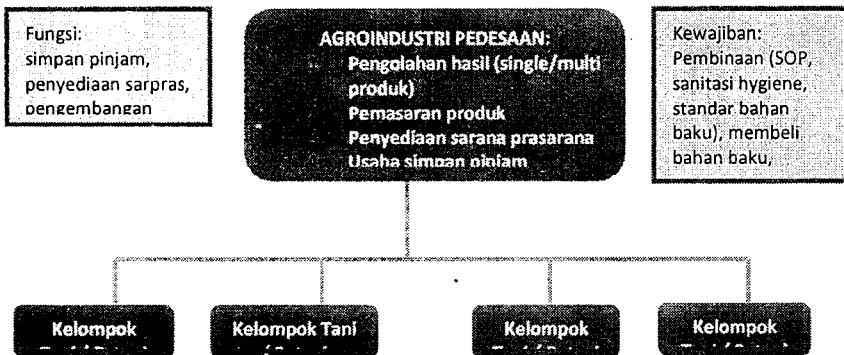 Fungsi:
simpan pinjam,
penyediaan sarpras,
pengembangan
AGROINDUSTRI PEDESAAN:
Pengolahan hasil (single/multi
produk)
Pemasaran produk
Penyediaan sarana prasarana
Usaha simpan pinjam
Kewajiban:
Pembinaan (SOP,
sanitasi hygiene,
standar bahan
baku), membeli
bahan baku,
Kelompok
Kelompok Tani
Kelompok
Kelompok